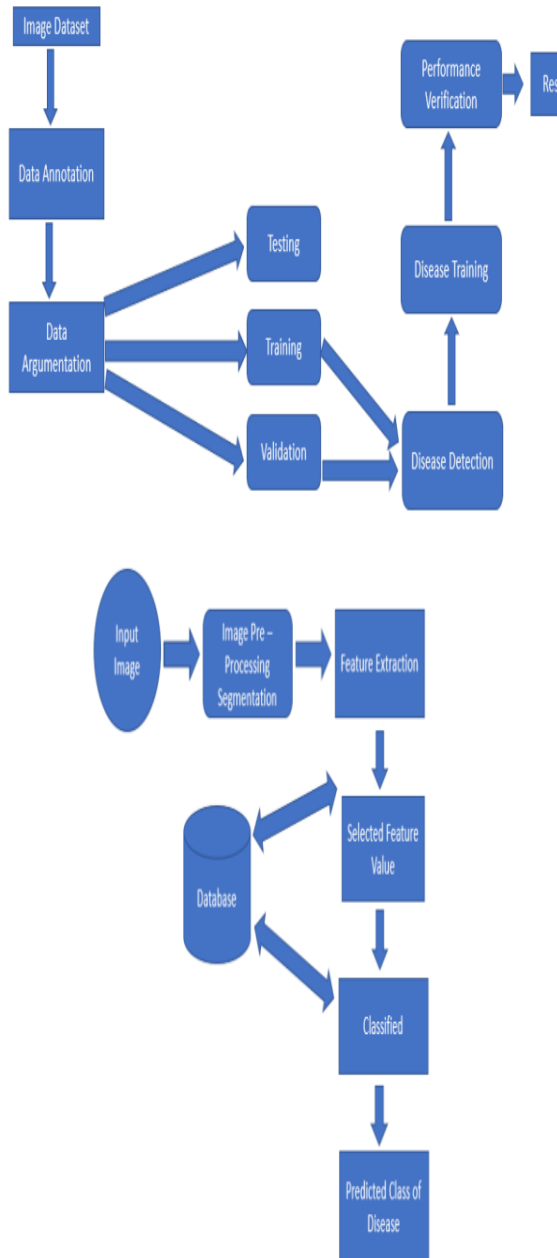 Image Dataset
Data Annotation
Data
Argumentation
Testing
Training
Validation
Disease Detection
Disease Training
Performance
Verification
Res
Input
Image
Image Pre –
Processing
Segmentation
Feature Extraction
Selected Feature
Value
Database
Classified
Predicted Class of
Disease